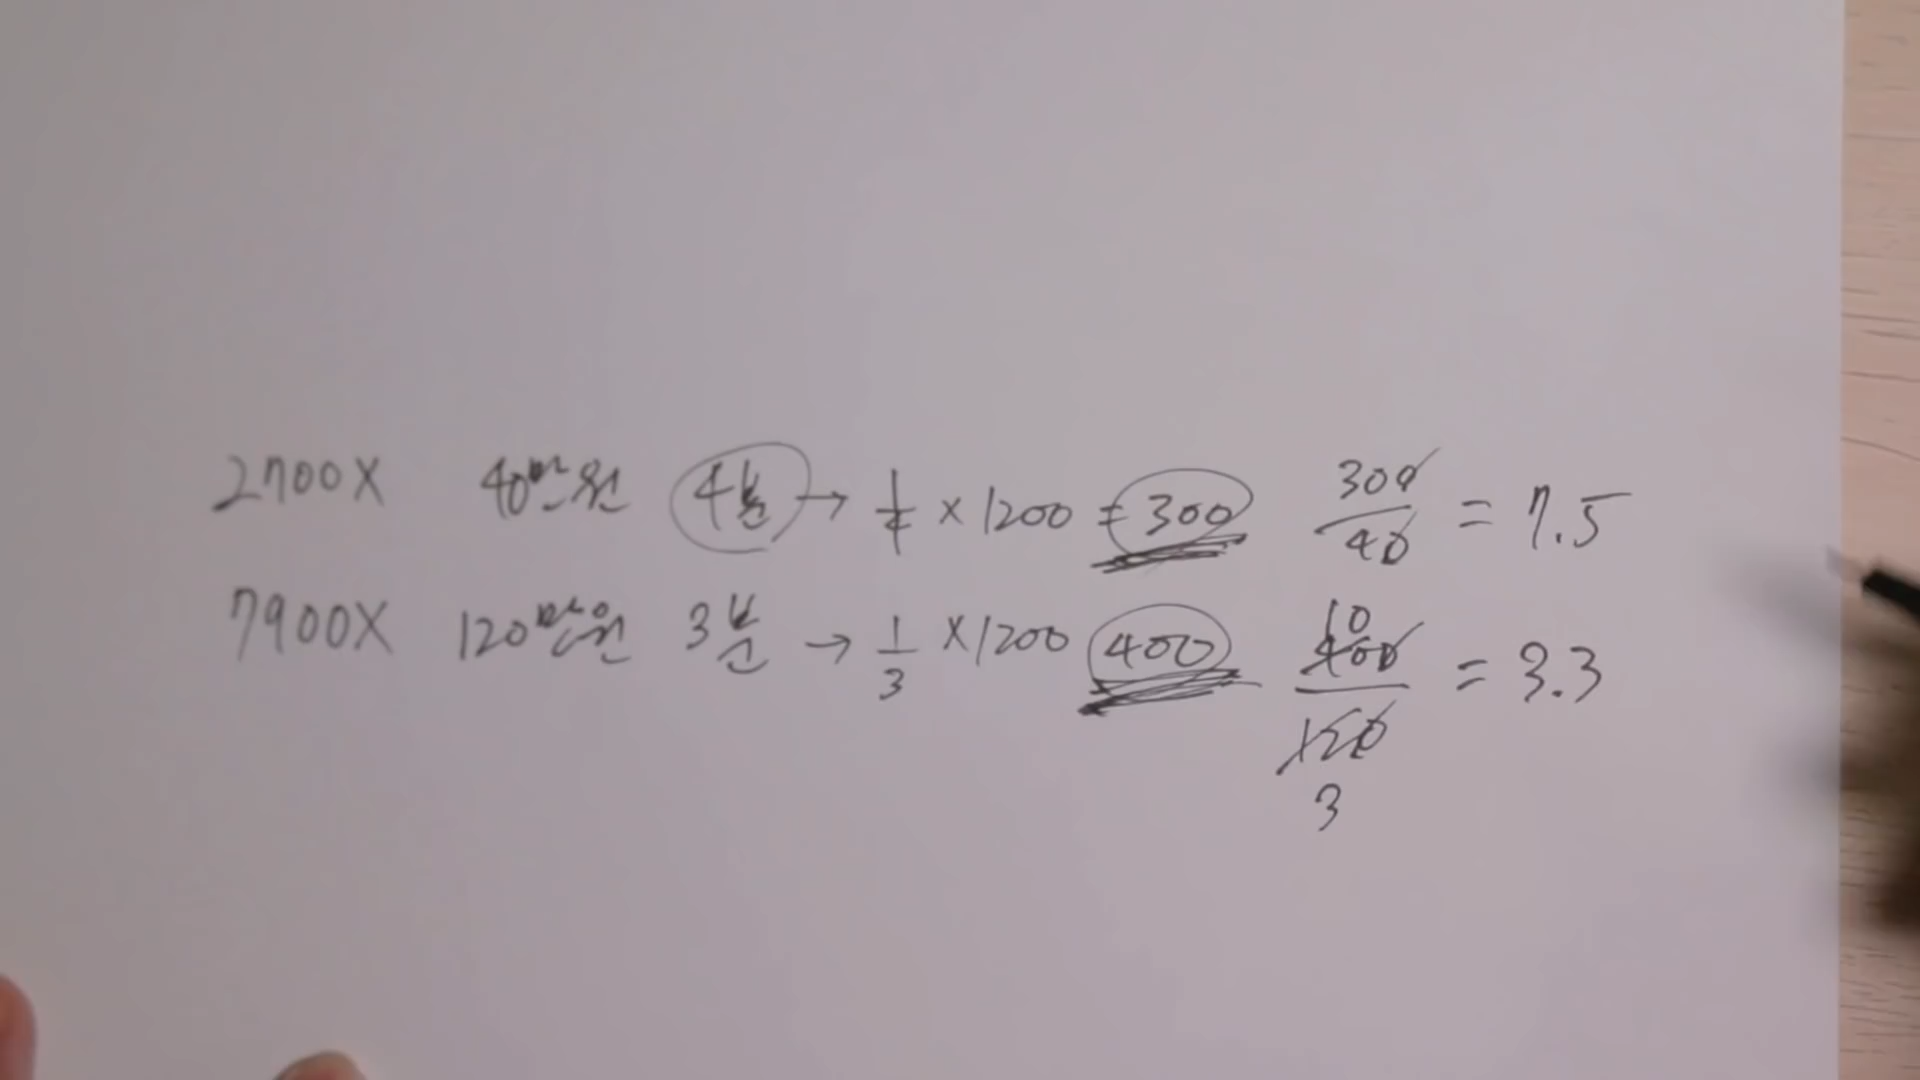 2700X 40만원 4분 → 1/4 × 1200 = 300 300/40 = 7.5
7900X 120만원 3분 → 1/3 × 1200 400 400/120 10/3 = 3.3